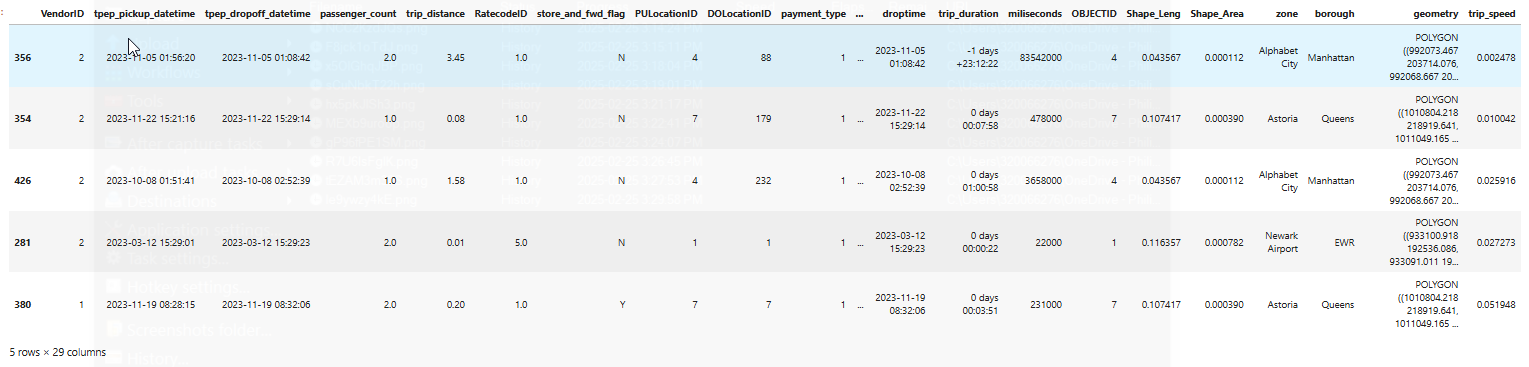 VendorID tpep_pickup_datetime tpep_dropoff_datetime passenger_count trip_distance RatecodeID store_and_fwd_flag PULocationID DOLocationID payment_type ... droptime trip_duration miliseconds OBJECTID Shape_Leng Shape_Area zone borough geometry trip_speed
356 2 2023-11-05 01:56:20 2023-11-05 01:08:42 2.0 3.45 1.0 N 4 88 1 ... 2023-11-05 01:08:42 -1 days +23:12:22 83542000 4 0.043567 0.000112 Alphabet City Manhattan POLYGON ((992073.467 203714.076, 992068.667 20... 0.002478
354 2 2023-11-22 15:21:16 2023-11-22 15:29:14 1.0 0.08 1.0 N 7 179 1 ... 2023-11-22 15:29:14 0 days 00:07:58 478000 7 0.107417 0.000390 Astoria Queens POLYGON ((1010804.218 218919.641, 1011049.165 ... 0.010042
426 2 2023-10-08 01:51:41 2023-10-08 02:52:39 1.0 1.58 1.0 N 4 232 1 ... 2023-10-08 02:52:39 0 days 01:00:58 3658000 4 0.043567 0.000112 Alphabet City Manhattan POLYGON ((992073.467 203714.076, 992068.667 20... 0.025916
281 2 2023-03-12 15:29:01 2023-03-12 15:29:23 2.0 0.01 5.0 N 1 1 1 ... 2023-03-12 15:29:23 0 days 00:00:22 22000 1 0.116357 0.000782 Newark Airport EWR POLYGON ((933100.918 192536.086, 933091.011 19... 0.027273
380 1 2023-11-19 08:28:15 2023-11-19 08:32:06 2.0 0.20 1.0 Y 7 7 1 ... 2023-11-19 08:32:06 0 days 00:03:51 231000 7 0.107417 0.000390 Astoria Queens POLYGON ((1010804.218 218919.641, 1011049.165 ... 0.051948
5 rows × 29 columns
Workflows
Tools
After capture tasks
Destinations
Application settings...
Task settings...
Hotkey settings...
Screenshots folder...
History...